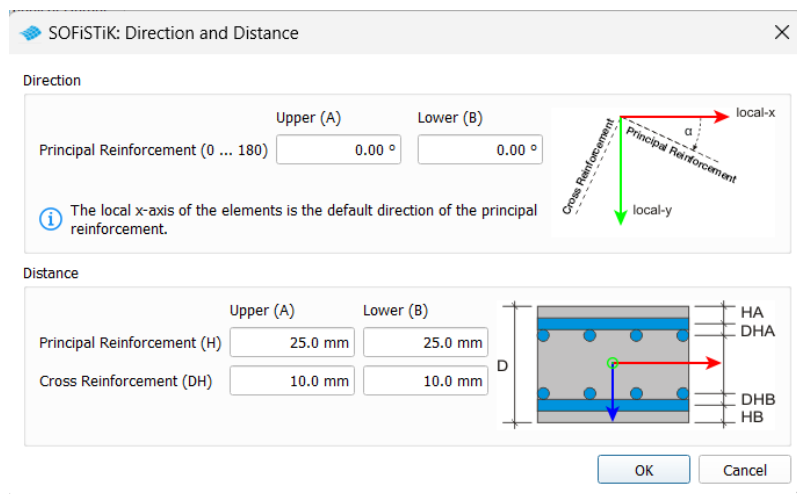 SOFiSTiK: Direction and Distance
Direction
Upper (A) Lower (B)
Principal Reinforcement (0 ... 180) 0.00 ° 0.00 °
The local x-axis of the elements is the default direction of the principal
reinforcement.
local-x
α
Principal Reinforcement
Cross Reinforcement
local-y
Distance
Upper (A) Lower (B)
Principal Reinforcement (H) 25.0 mm 25.0 mm
Cross Reinforcement (DH) 10.0 mm 10.0 mm
D
HA
DHA
DHB
HB
OK Cancel